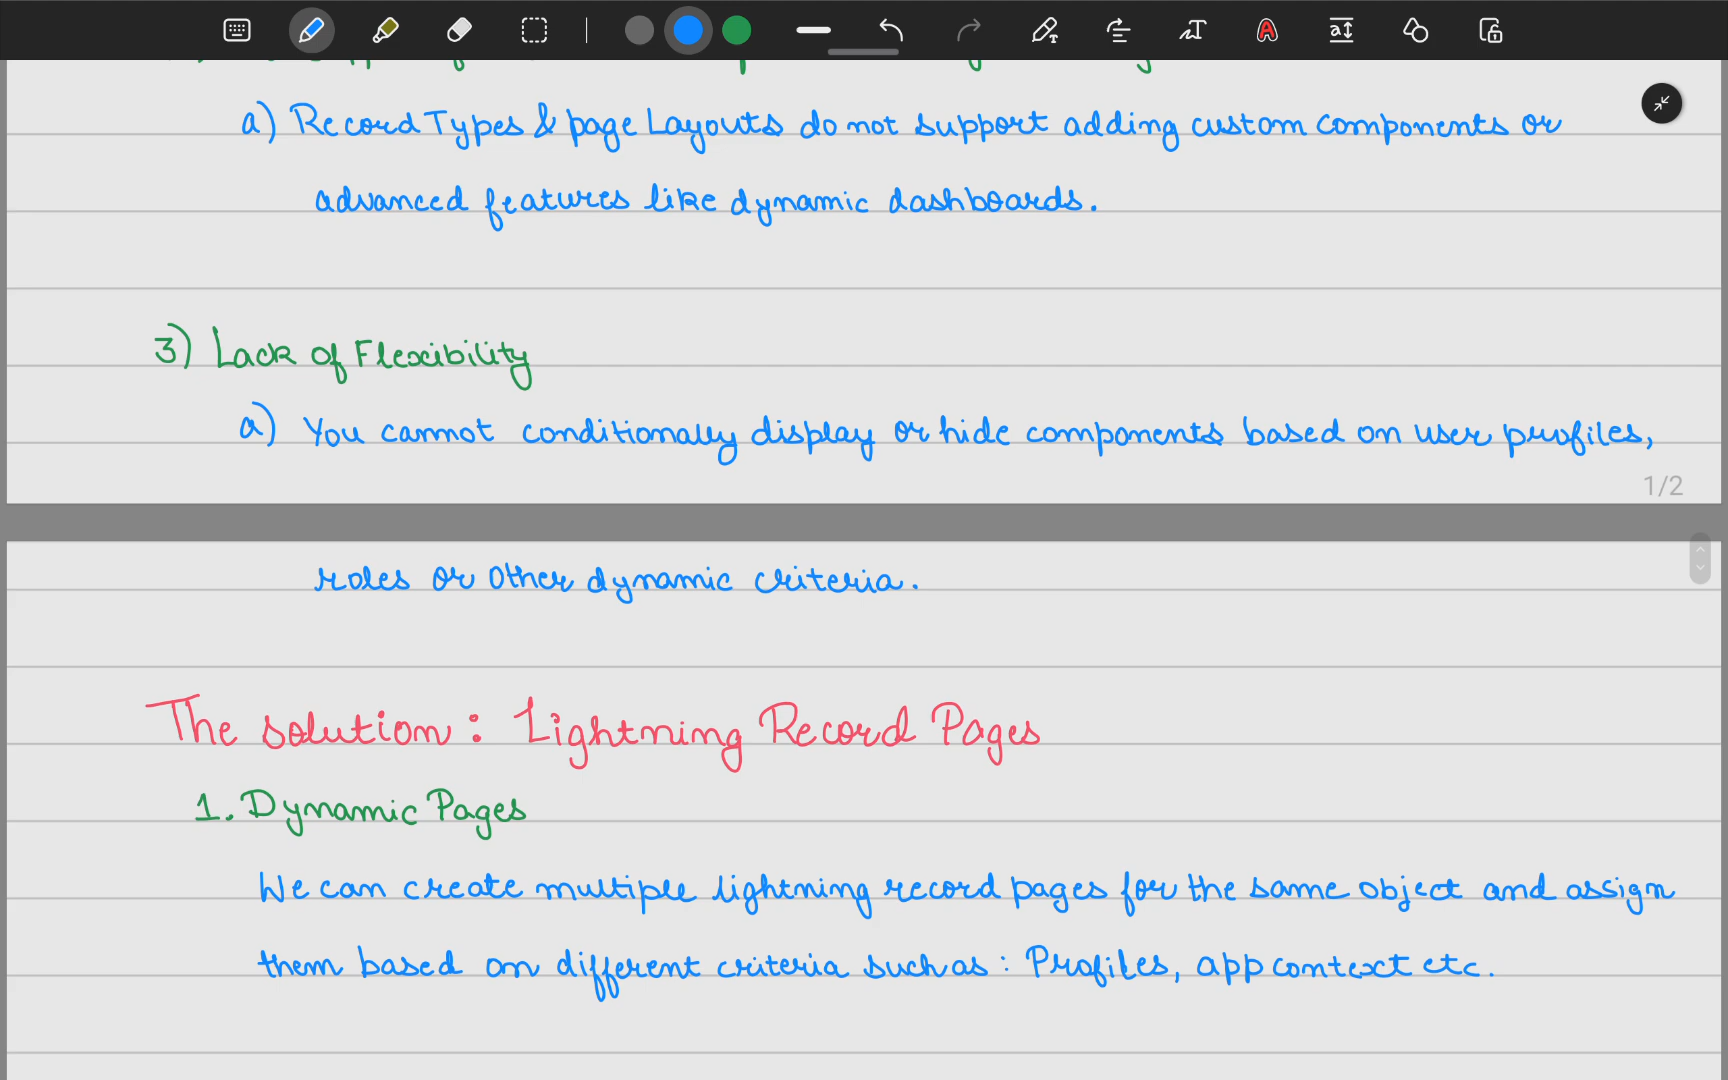 a) Record Types & page Layouts do not support adding custom components or
advanced features like dynamic dashboards.
3) Lack of Flexibility
a) You cannot conditionally display or hide components based on user profiles,
1/2
roles or other dynamic criteria.
The solution: Lightning Record Pages
1. Dynamic Pages
We can create multiple lightning record pages for the same object and assign
them based on different criteria such as: Profiles, app context etc.